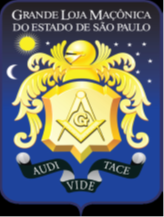 GRANDE LOJA MAÇÔNICA
DO ESTADO DE SÃO PAULO
G
AUDI
VIDE
TACE